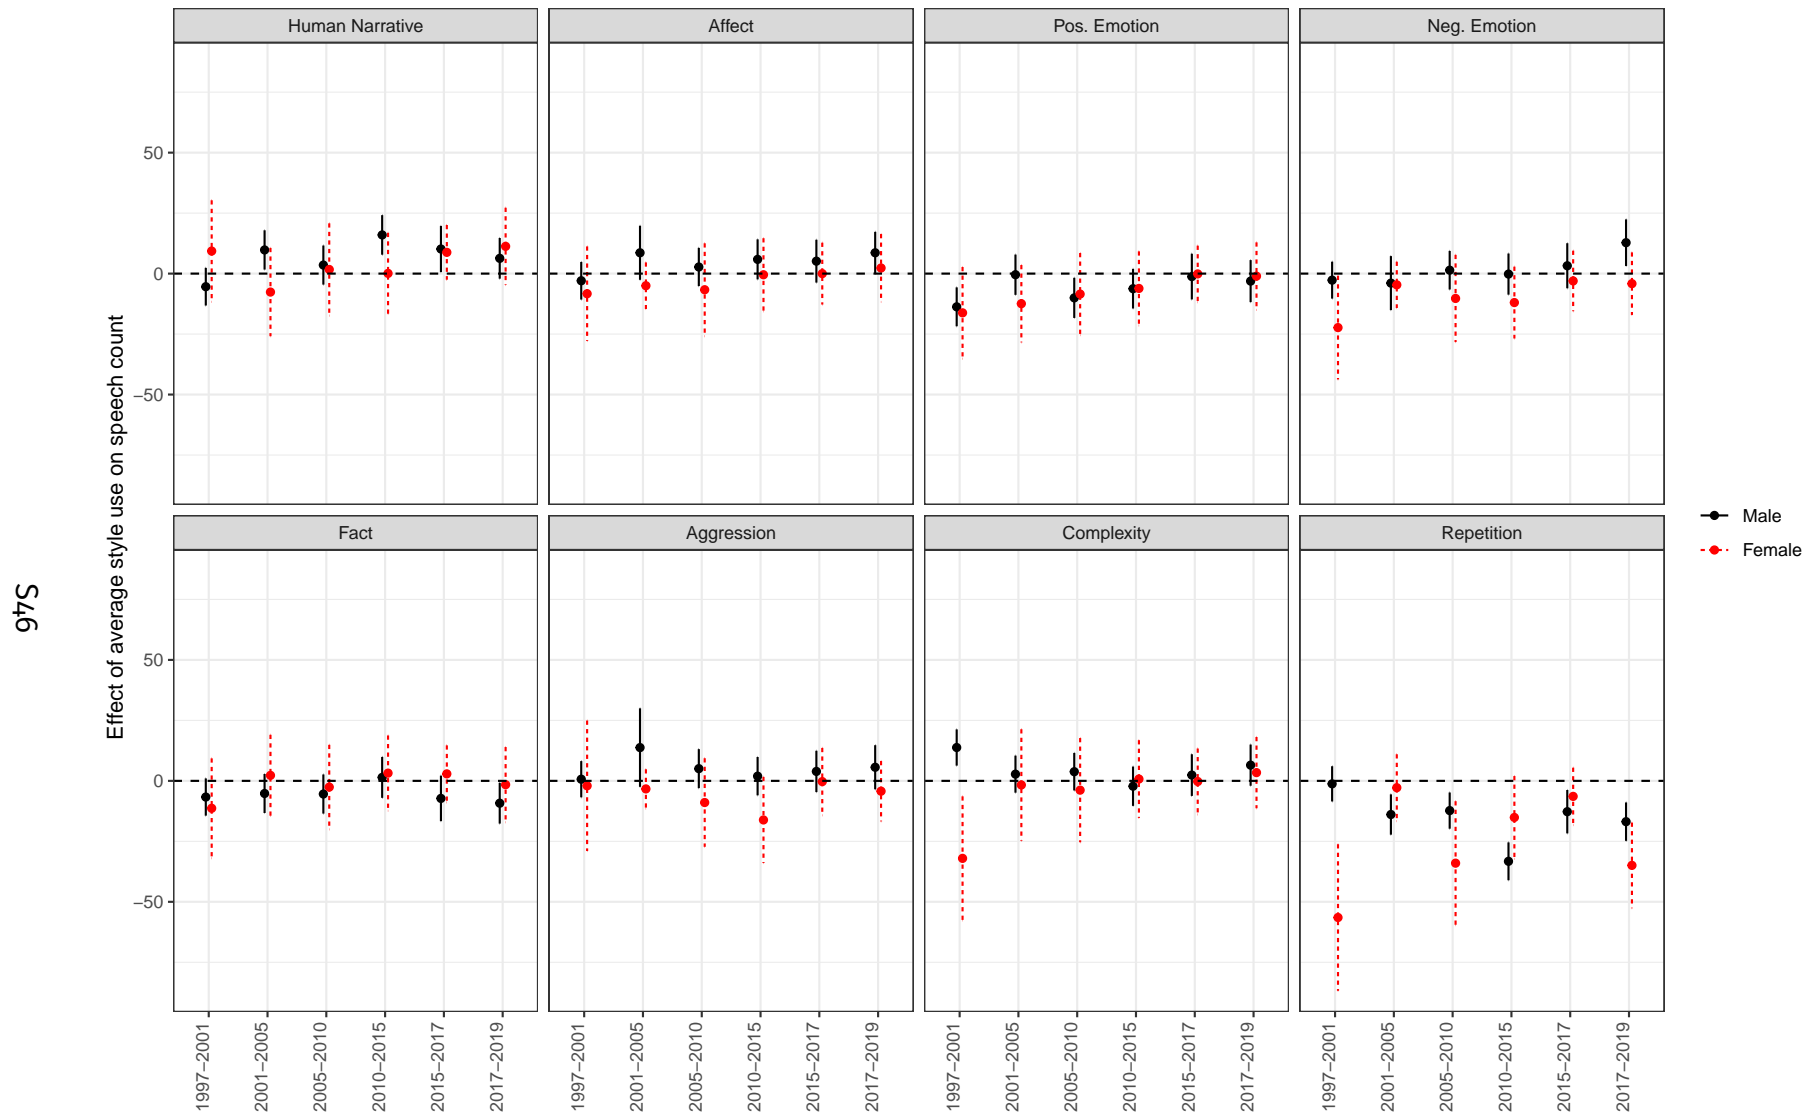 Human Narrative
Affect
Pos. Emotion
Neg. Emotion
50
0
−50
Fact
Aggression
Complexity
Repetition
50
0
−50
1997−2001
2001−2005
2005−2010
2010−2015
2015−2017
2017−2019
1997−2001
2001−2005
2005−2010
2010−2015
2015−2017
2017−2019
1997−2001
2001−2005
2005−2010
2010−2015
2015−2017
2017−2019
1997−2001
2001−2005
2005−2010
2010−2015
2015−2017
2017−2019
Effect of average style use on speech count
Male
Female
S46